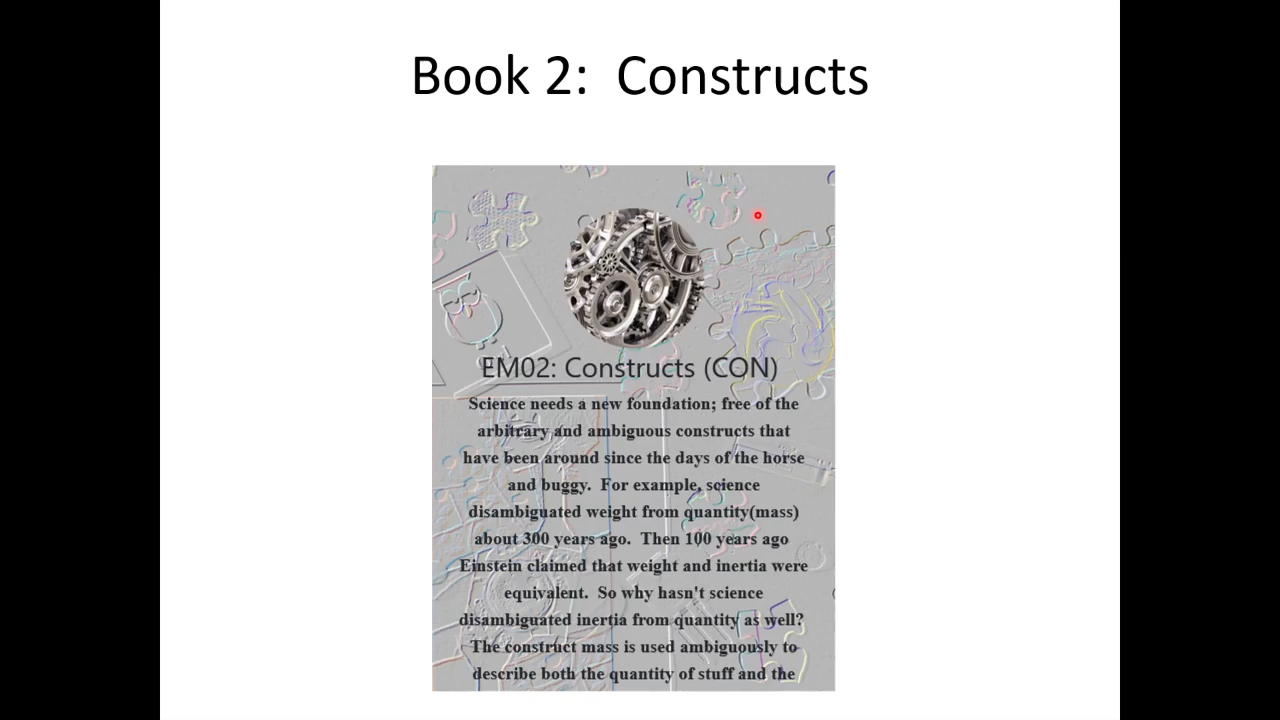 Book 2:  Constructs
EM02: Constructs (CON)
Science needs a new foundation; free of the
arbitrary and ambiguous constructs that
have been around since the days of the horse
and buggy.  For example, science
disambiguated weight from quantity(mass)
about 300 years ago.  Then 100 years ago
Einstein claimed that weight and inertia were
equivalent.  So why hasn't science
disambiguated inertia from quantity as well?
The construct mass is used ambiguously to
describe both the quantity of stuff and the